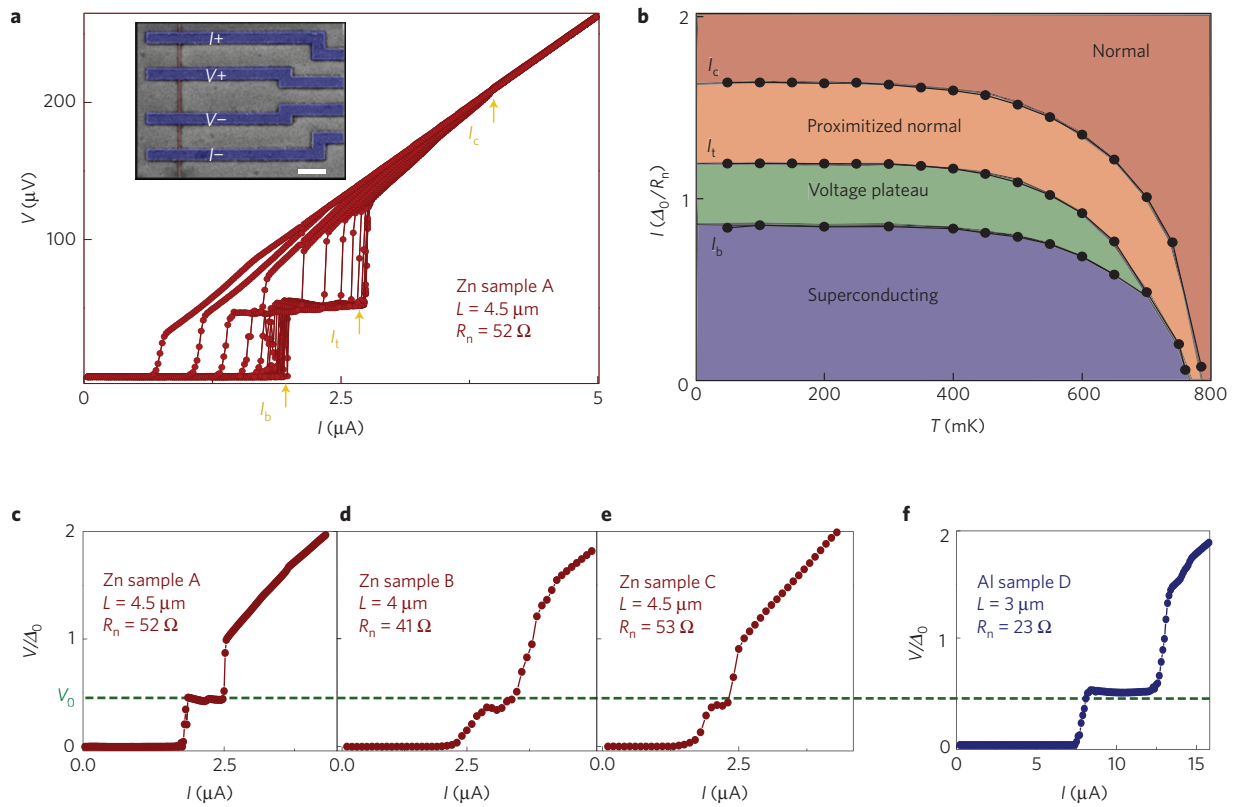 a
200
100
0
V (μV)
I+
V+
V−
I−
I_c
I_t
I_b
Zn sample A
L = 4.5 μm
R_n = 52 Ω
0
2.5
5
I (μA)
b
2
1
0
I (Δ_0/R_n)
I_c
I_t
I_b
Normal
Proximitized normal
Voltage plateau
Superconducting
0
200
400
600
800
T (mK)
c
2
1
0
V/Δ_0
V_0
Zn sample A
L = 4.5 μm
R_n = 52 Ω
0.0
2.5
I (μA)
d
Zn sample B
L = 4 μm
R_n = 41 Ω
0.0
2.5
I (μA)
e
Zn sample C
L = 4.5 μm
R_n = 53 Ω
0.0
2.5
I (μA)
f
2
1
0
V/Δ_0
Al sample D
L = 3 μm
R_n = 23 Ω
0
5
10
15
I (μA)